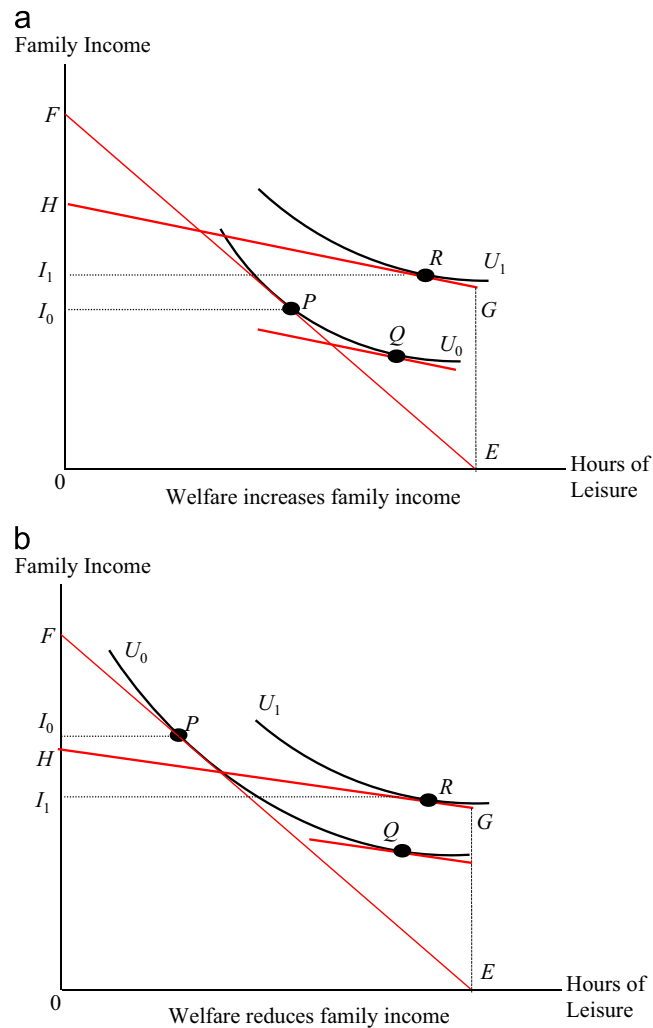 a
Family Income
F
H
I1
R
U1
I0
P
G
Q
U0
E
0
Hours of
Leisure
Welfare increases family income
b
Family Income
F
U0
U1
I0
P
H
I1
R
G
Q
E
0
Hours of
Leisure
Welfare reduces family income